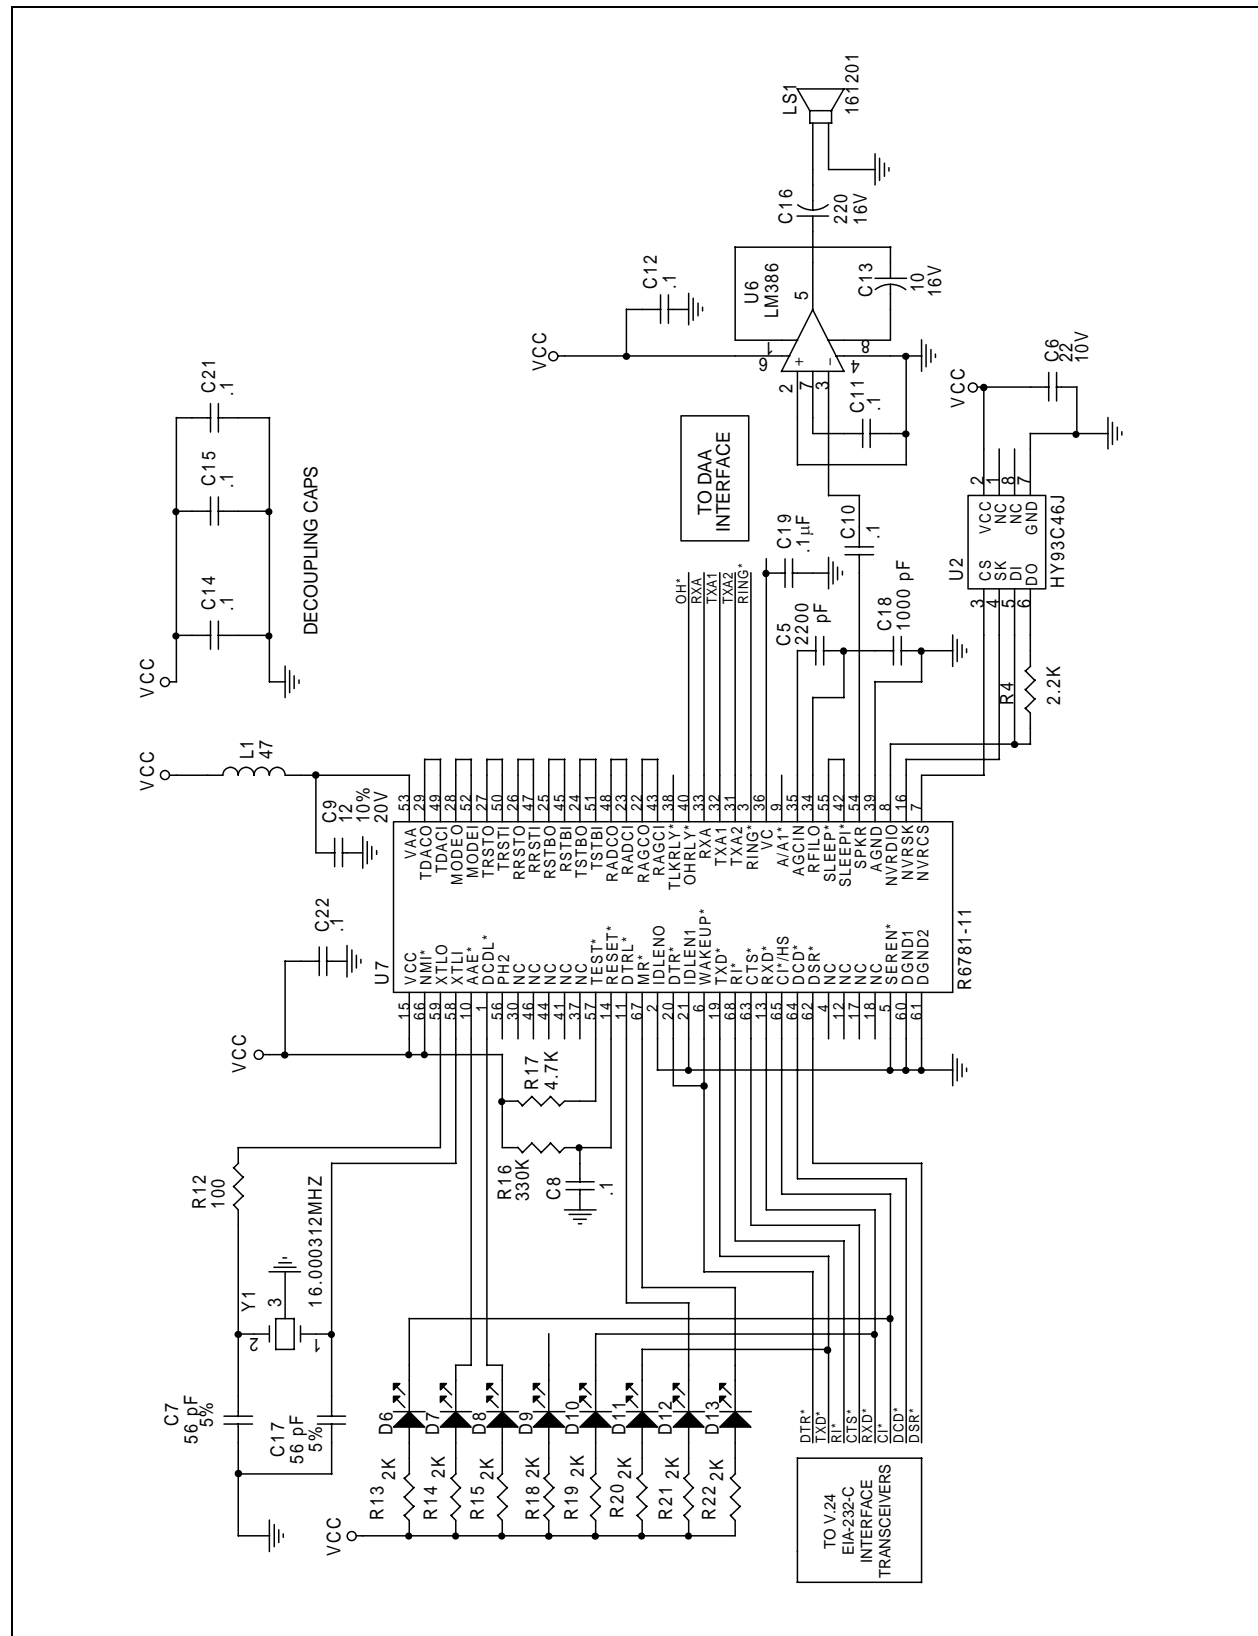 VCC
C14
.1
C15
.1
C21
.1
DECOUPLING CAPS
VCC
L1
47
C9
12
10%
20V
VCC
C22
.1
C7
56 pF
5%
C17
56 pF
5%
Y1
2
3
1
16.000312MHZ
R12
100
R17
4.7K
R16
330K
C8
.1
VCC
R13
2K
D6
R14
2K
D7
R15
2K
D8
R18
2K
D9
R19
2K
D10
R20
2K
D11
R21
2K
D12
R22
2K
D13
TO V.24
EIA-232-C
INTERFACE
TRANSCEIVERS
DTR*
TXD*
RI*
CTS*
RXD*
CI*
DCD*
DSR*
U7
15 VCC
66 NMI*
59 XTLO
58 XTLI
10 AAE*
1 DCDL*
56 PH2
30 NC
46 NC
44 NC
41 NC
37 NC
57 TEST*
14 RESET*
11 DTRL*
67 MR*
2 IDLENO
20 DTR*
21 IDLEN1
6 WAKEUP*
19 TXD*
68 RI*
63 CTS*
13 RXD*
65 CI*/HS
64 DCD*
62 DSR*
4 NC
12 NC
17 NC
18 NC
5 SEREN*
60 DGND1
61 DGND2
VAA 53
TDACO 29
TDACI 49
MODEO 28
MODEI 52
TRSTO 27
TRSTI 50
RRSTO 26
RRSTI 47
RSTBO 25
RSTBI 45
TSTBO 24
TSTBI 51
RADCO 48
RADCI 23
RAGCO 22
RAGCI 43
TLKRLY* 38
OHRLY* 40
RXA 33
TXA1 32
TXA2 31
RING* 3
VC 36
A/A1* 9
AGCIN 35
RFILO 34
SLEEP* 55
SLEEPI* 42
SPKR 54
AGND 39
NVRDIO 8
NVRSK 16
NVRCS 7
R6781-11
OH*
RXA
TXA1
TXA2
RING*
TO DAA
INTERFACE
C19
.1µF
C5
2200
pF
C18
1000 pF
C10
.1
R4
2.2K
U2
3 CS
4 SK
5 DI
6 DO
VCC 2
NC 1
NC 8
GND 7
HY93C46J
VCC
C6
22
10V
VCC
C12
.1
U6
LM386
6
1
2
7
3
+
-
5
8
4
C11
.1
C13
10
16V
C16
220
16V
LS1
161201